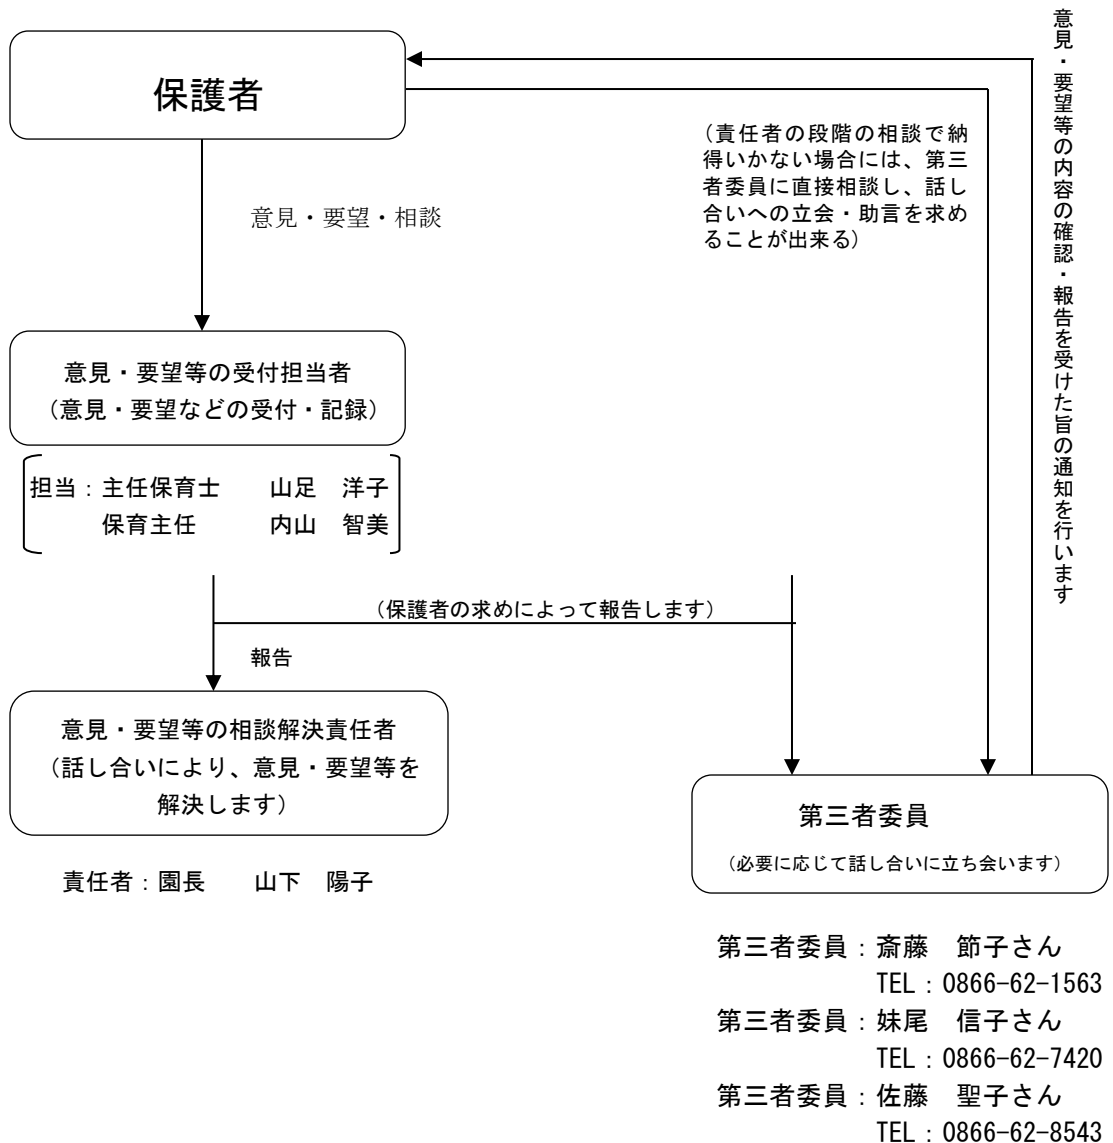 保護者
意見・要望・相談
(責任者の段階の相談で納
得いかない場合には、第三
者委員に直接相談し、話し
合いへの立会・助言を求め
ることが出来る)
意見・要望等の内容の確認・報告を受けた旨の通知を行います
意見・要望等の受付担当者
(意見・要望などの受付・記録)
担当：主任保育士　　山足　洋子
保育主任　　　内山　智美
(保護者の求めによって報告します)
報告
意見・要望等の相談解決責任者
(話し合いにより、意見・要望等を
解決します)
責任者：園長　　山下　陽子
第三者委員
(必要に応じて話し合いに立ち会います)
第三者委員：斎藤　節子さん
TEL：0866-62-1563
第三者委員：妹尾　信子さん
TEL：0866-62-7420
第三者委員：佐藤　聖子さん
TEL：0866-62-8543